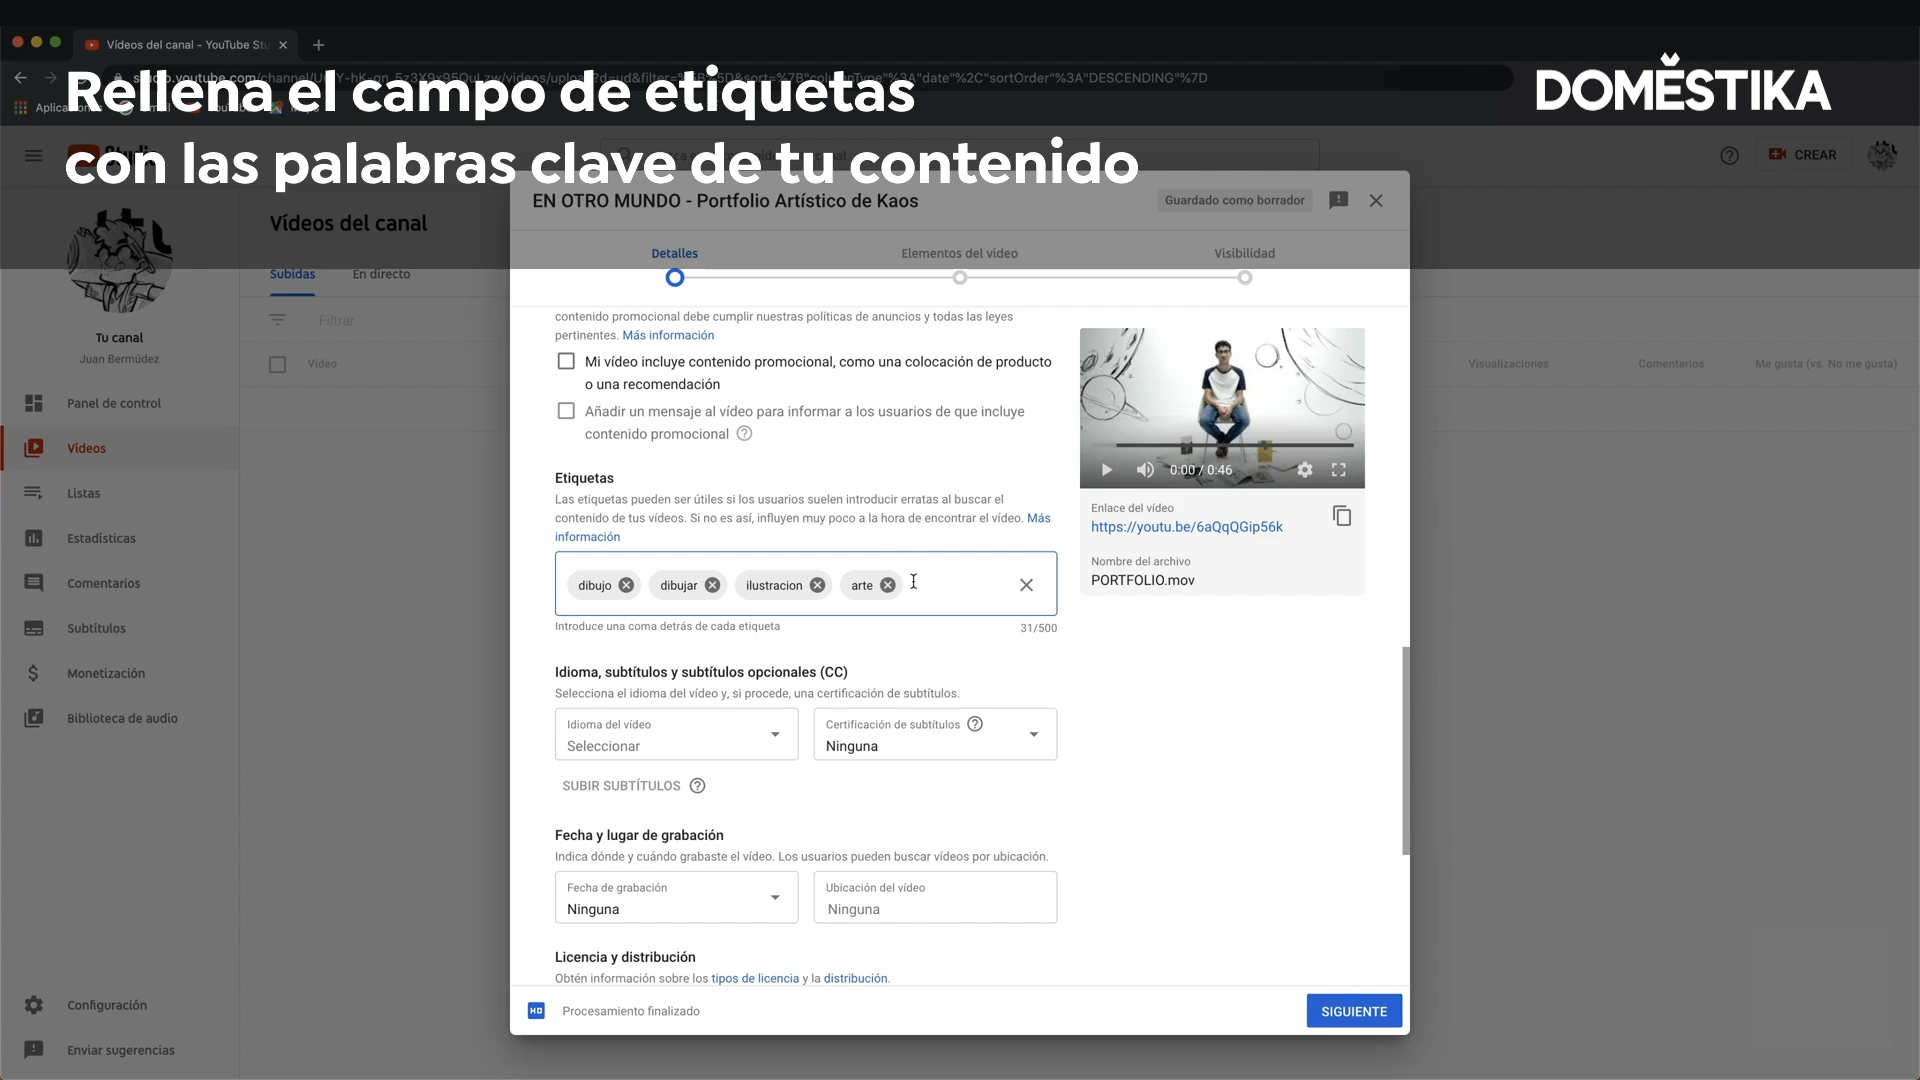 Vídeos del canal - YouTube Stu
Rellena el campo de etiquetas
con las palabras clave de tu contenido
DOMESTIKA
CREAR
EN OTRO MUNDO - Portfolio Artístico de Kaos
Guardado como borrador
Vídeos del canal
Detalles
Elementos del vídeo
Visibilidad
Subidas
En directo
Filtrar
Vídeo
Visualizaciones
Comentarios
Me gusta (vs. No me gusta)
Tu canal
Juan Bermúdez
Panel de control
Vídeos
Listas
Estadísticas
Comentarios
Subtítulos
Monetización
Biblioteca de audio
Configuración
Enviar sugerencias
contenido promocional debe cumplir nuestras políticas de anuncios y todas las leyes
pertinentes. Más información
Mi vídeo incluye contenido promocional, como una colocación de producto
o una recomendación
Añadir un mensaje al vídeo para informar a los usuarios de que incluye
contenido promocional
Etiquetas
Las etiquetas pueden ser útiles si los usuarios suelen introducir erratas al buscar el
contenido de tus vídeos. Si no es así, influyen muy poco a la hora de encontrar el vídeo. Más
información
dibujo dibujar ilustracion arte
Introduce una coma detrás de cada etiqueta
31/500
Idioma, subtítulos y subtítulos opcionales (CC)
Selecciona el idioma del vídeo y, si procede, una certificación de subtítulos.
Idioma del vídeo
Seleccionar
Certificación de subtítulos
Ninguna
SUBIR SUBTÍTULOS
Fecha y lugar de grabación
Indica dónde y cuándo grabaste el vídeo. Los usuarios pueden buscar vídeos por ubicación.
Fecha de grabación
Ninguna
Ubicación del vídeo
Ninguna
Licencia y distribución
Obtén información sobre los tipos de licencia y la distribución.
0:00 / 0:46
Enlace del vídeo
https://youtu.be/6aQqQGip56k
Nombre del archivo
PORTFOLIO.mov
HD
Procesamiento finalizado
SIGUIENTE